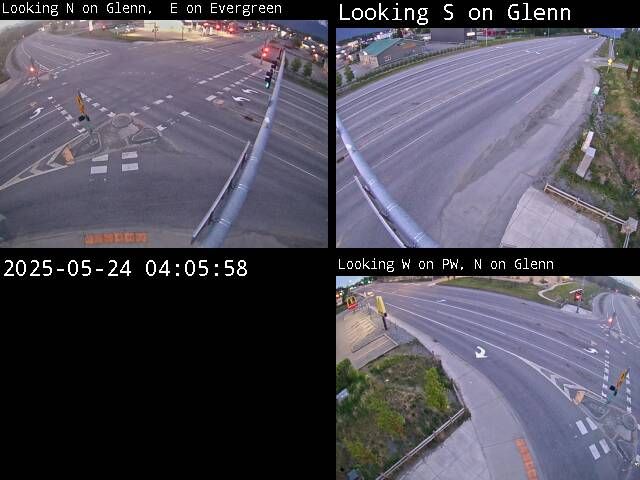 Looking N on Glenn,  E on Evergreen
Looking S on Glenn
2025-05-24 04:05:58
Looking W on PW, N on Glenn